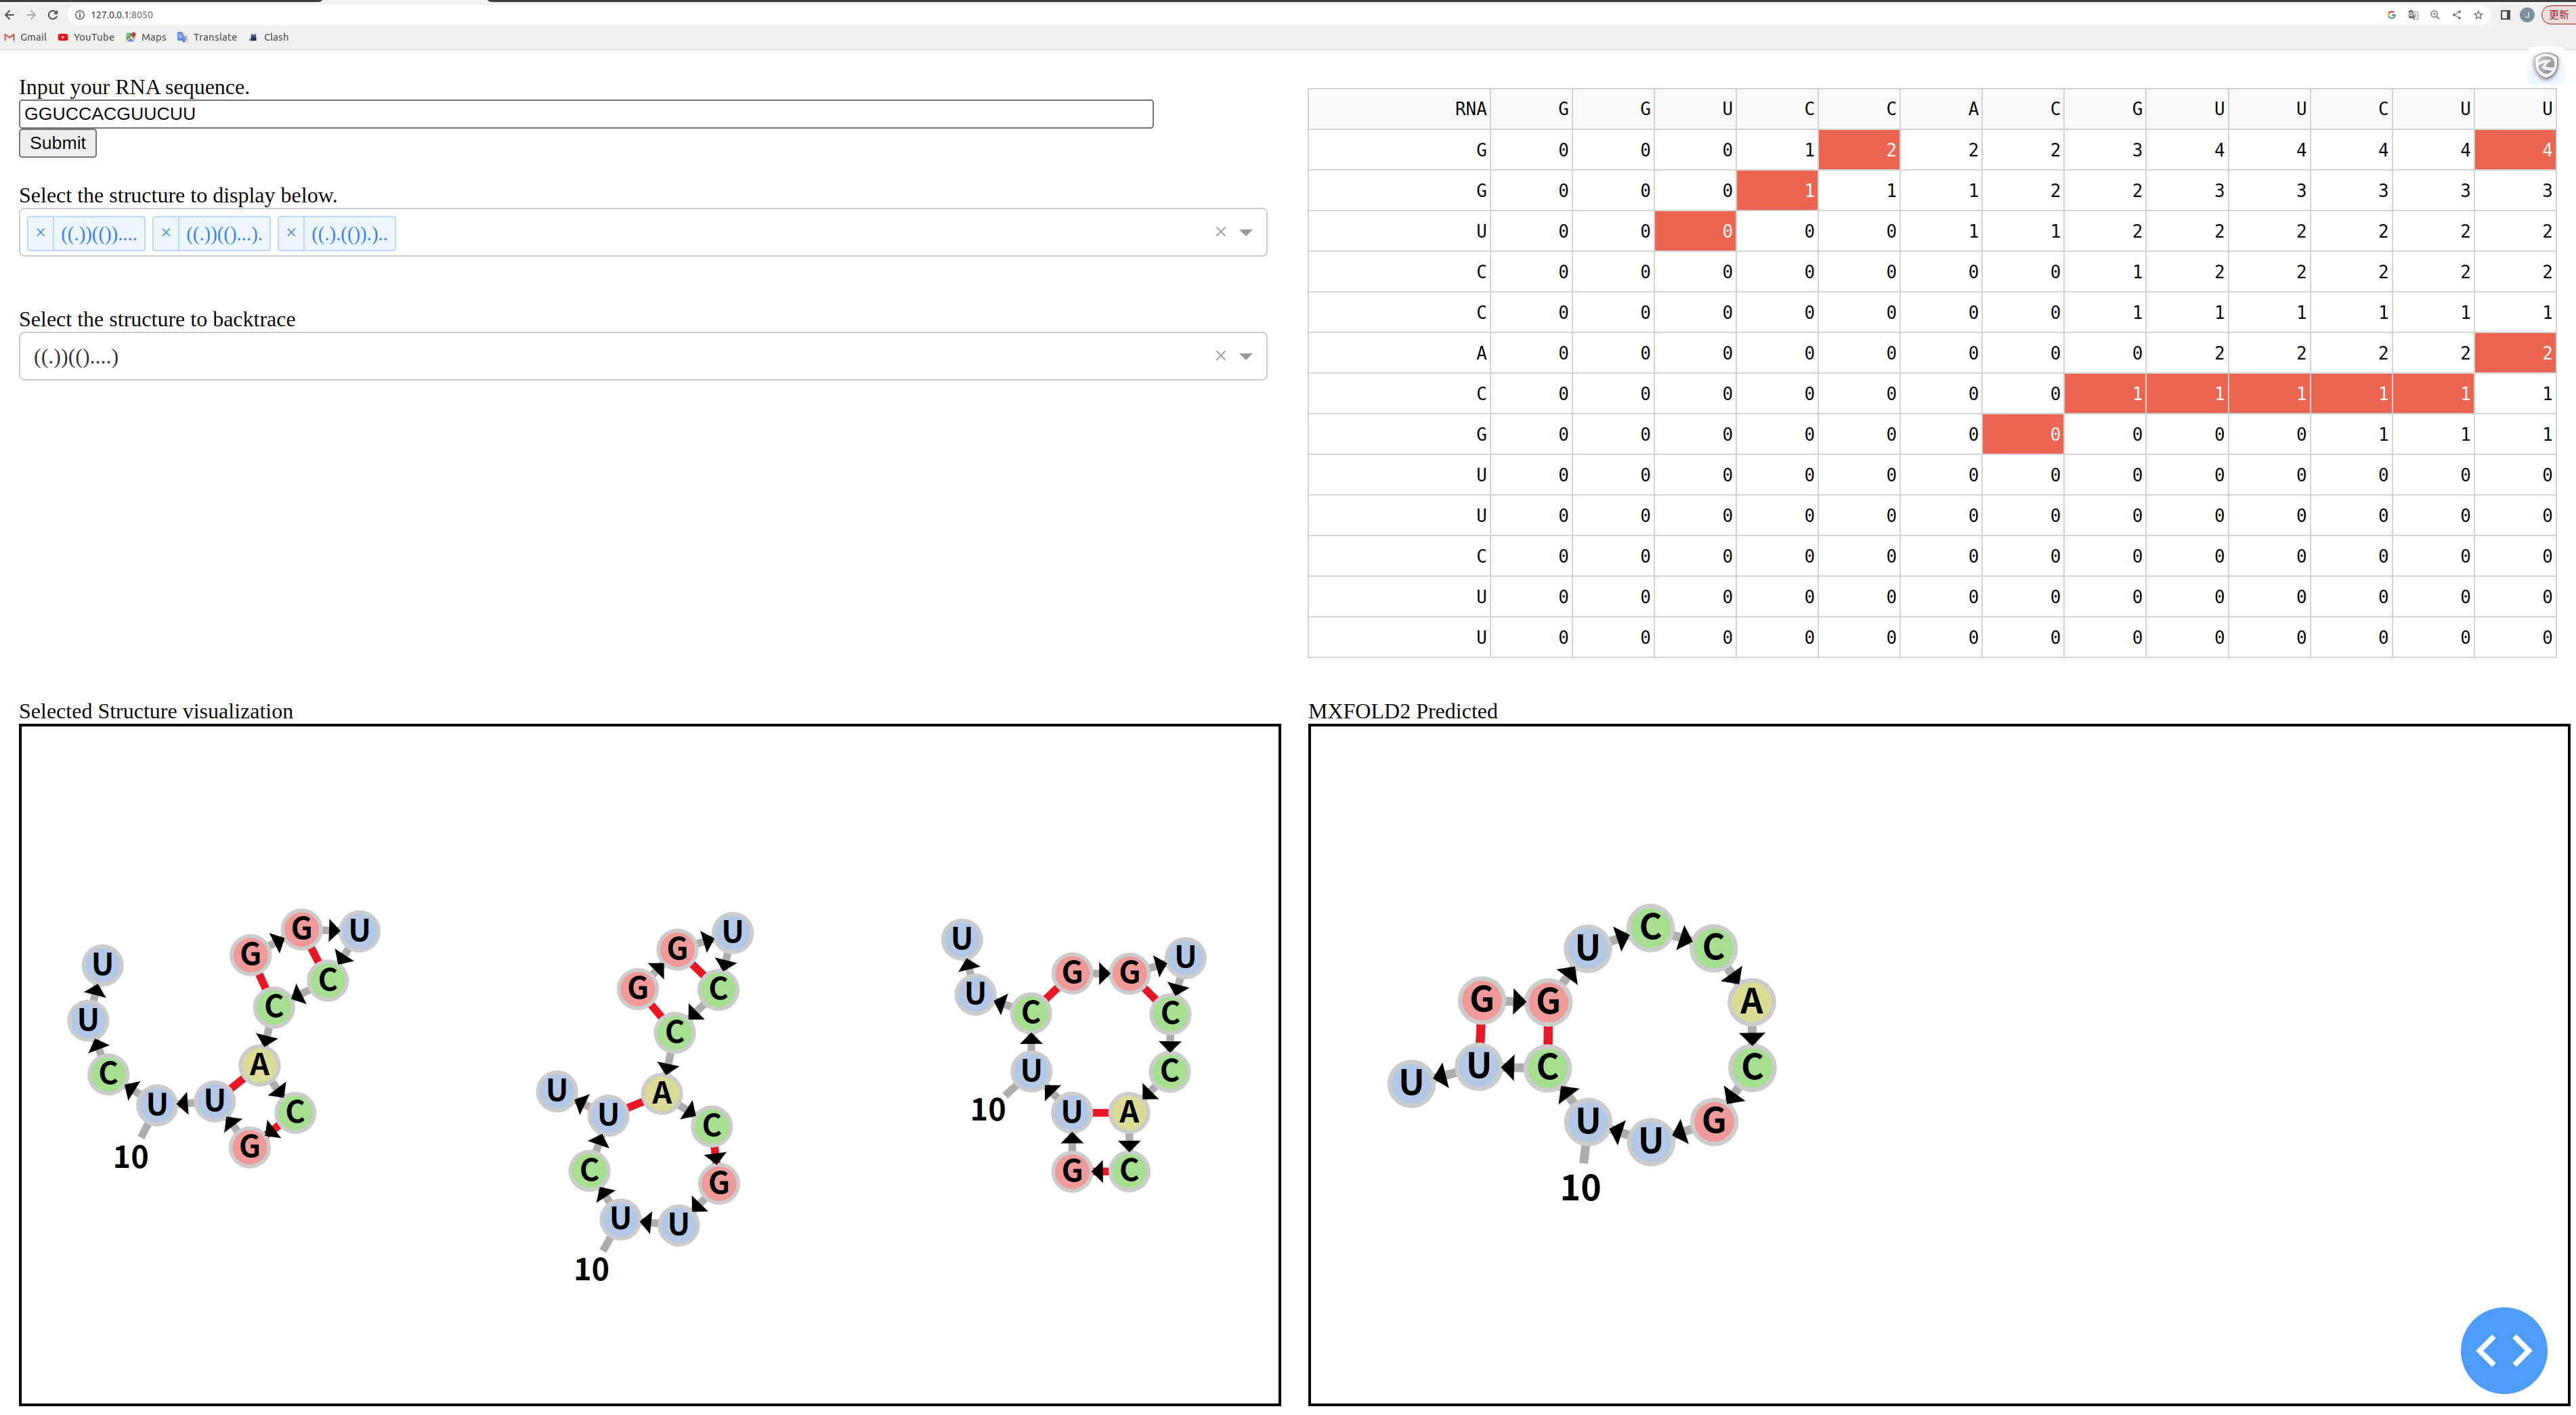 127.0.0.1:8050
更新
Gmail YouTube Maps Translate Clash
Input your RNA sequence.
GGUCCACGUUCUU
Submit
Select the structure to display below.
× ((.))(()).... × ((.))(()...). × ((.).(()).)..
Select the structure to backtrace
((.))(()....)
RNA G G U C C A C G U U C U U
G 0 0 0 1 2 2 2 3 4 4 4 4 4
G 0 0 0 1 1 1 2 2 3 3 3 3 3
U 0 0 0 0 0 1 1 2 2 2 2 2 2
C 0 0 0 0 0 0 0 1 2 2 2 2 2
C 0 0 0 0 0 0 0 1 1 1 1 1 1
A 0 0 0 0 0 0 0 0 2 2 2 2 2
C 0 0 0 0 0 0 0 1 1 1 1 1 1
G 0 0 0 0 0 0 0 0 0 0 1 1 1
U 0 0 0 0 0 0 0 0 0 0 0 0 0
U 0 0 0 0 0 0 0 0 0 0 0 0 0
C 0 0 0 0 0 0 0 0 0 0 0 0 0
U 0 0 0 0 0 0 0 0 0 0 0 0 0
U 0 0 0 0 0 0 0 0 0 0 0 0 0
Selected Structure visualization
G G U C C A C G U U C U U
10
G G U C C A C G U U C U U
10
G G U C C A C G U U C U U
10
MXFOLD2 Predicted
G G U C C A C G U U C U U
10